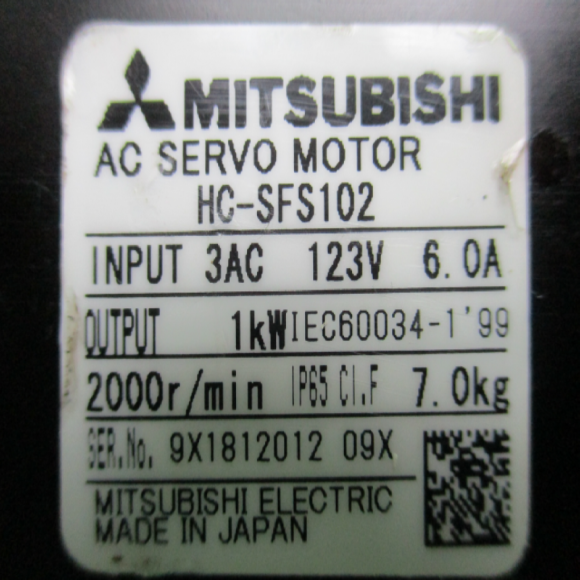 MITSUBISHI
AC SERVO MOTOR
HC-SFS102
INPUT 3AC 123V 6.0A
OUTPUT 1kW IEC60034-1'99
2000r/min IP65 CI.F 7.0kg
SER.No. 9X1812012 09X
MITSUBISHI ELECTRIC
MADE IN JAPAN